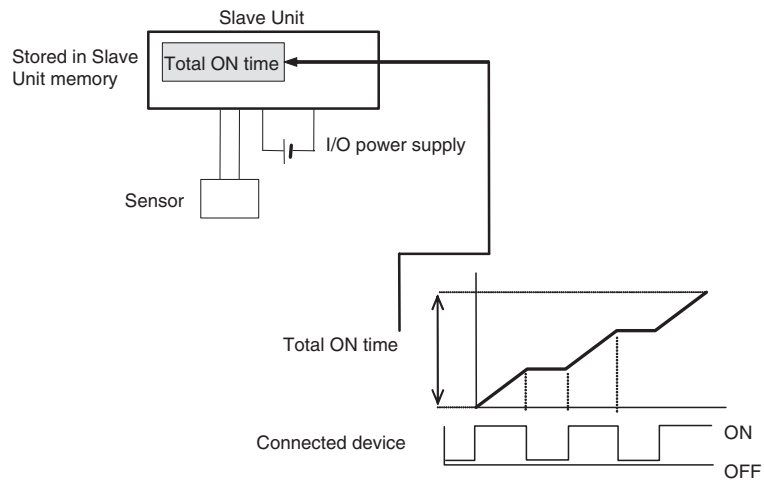 Slave Unit
Stored in Slave
Unit memory
Total ON time
I/O power supply
Sensor
Total ON time
Connected device
ON
OFF